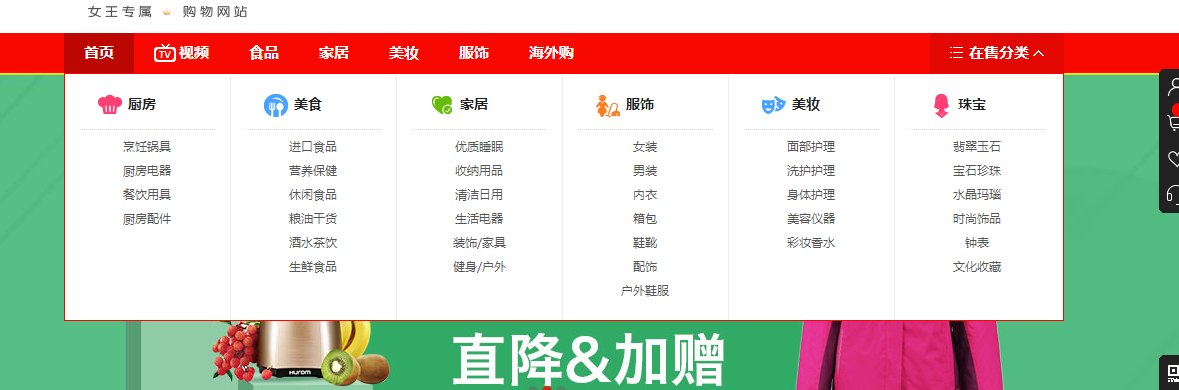 女王专属 购物网站
首页 TV 视频 食品 家居 美妆 服饰 海外购 在售分类
厨房 美食 家居 服饰 美妆 珠宝
烹饪锅具 进口食品 优质睡眠 女装 面部护理 翡翠玉石
厨房电器 营养保健 收纳用品 男装 洗护护理 宝石珍珠
餐饮用具 休闲食品 清洁日用 内衣 身体护理 水晶玛瑙
厨房配件 粮油干货 生活电器 箱包 美容仪器 时尚饰品
酒水茶饮 装饰/家具 鞋靴 彩妆香水 钟表
生鲜食品 健身/户外 配饰 文化收藏
户外鞋服
直降&加赠
HUROM